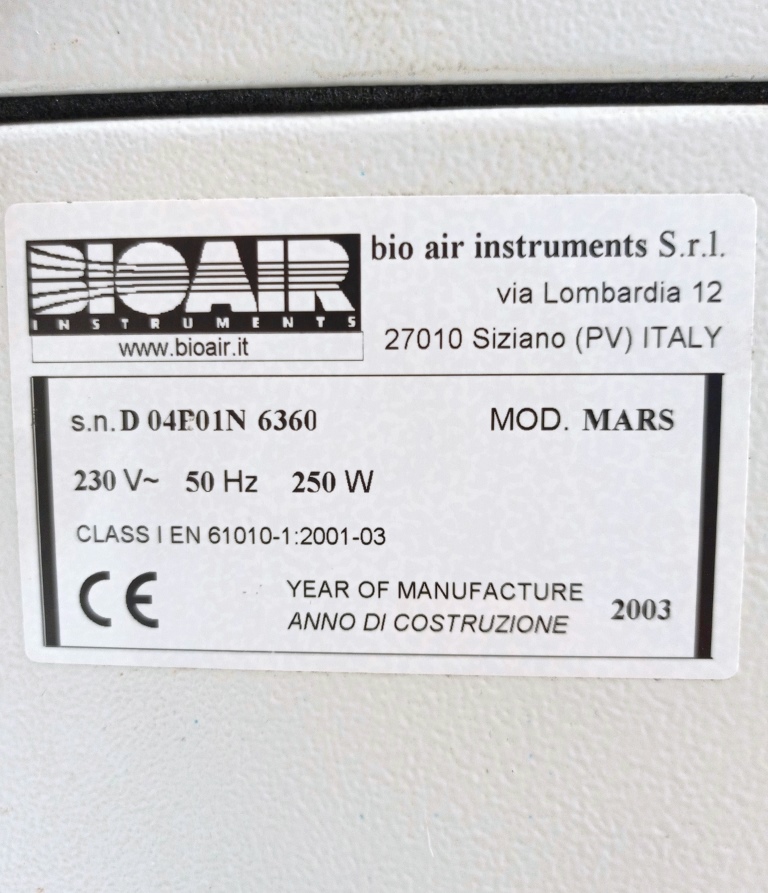 BIOAIR
INSTRUMENTS
www.bioair.it
bio air instruments S.r.l.
via Lombardia 12
27010 Siziano (PV) ITALY
s.n. D 04P01N 6360 MOD. MARS
230 V~ 50 Hz 250 W
CLASS I EN 61010-1:2001-03
CE
YEAR OF MANUFACTURE
ANNO DI COSTRUZIONE 2003